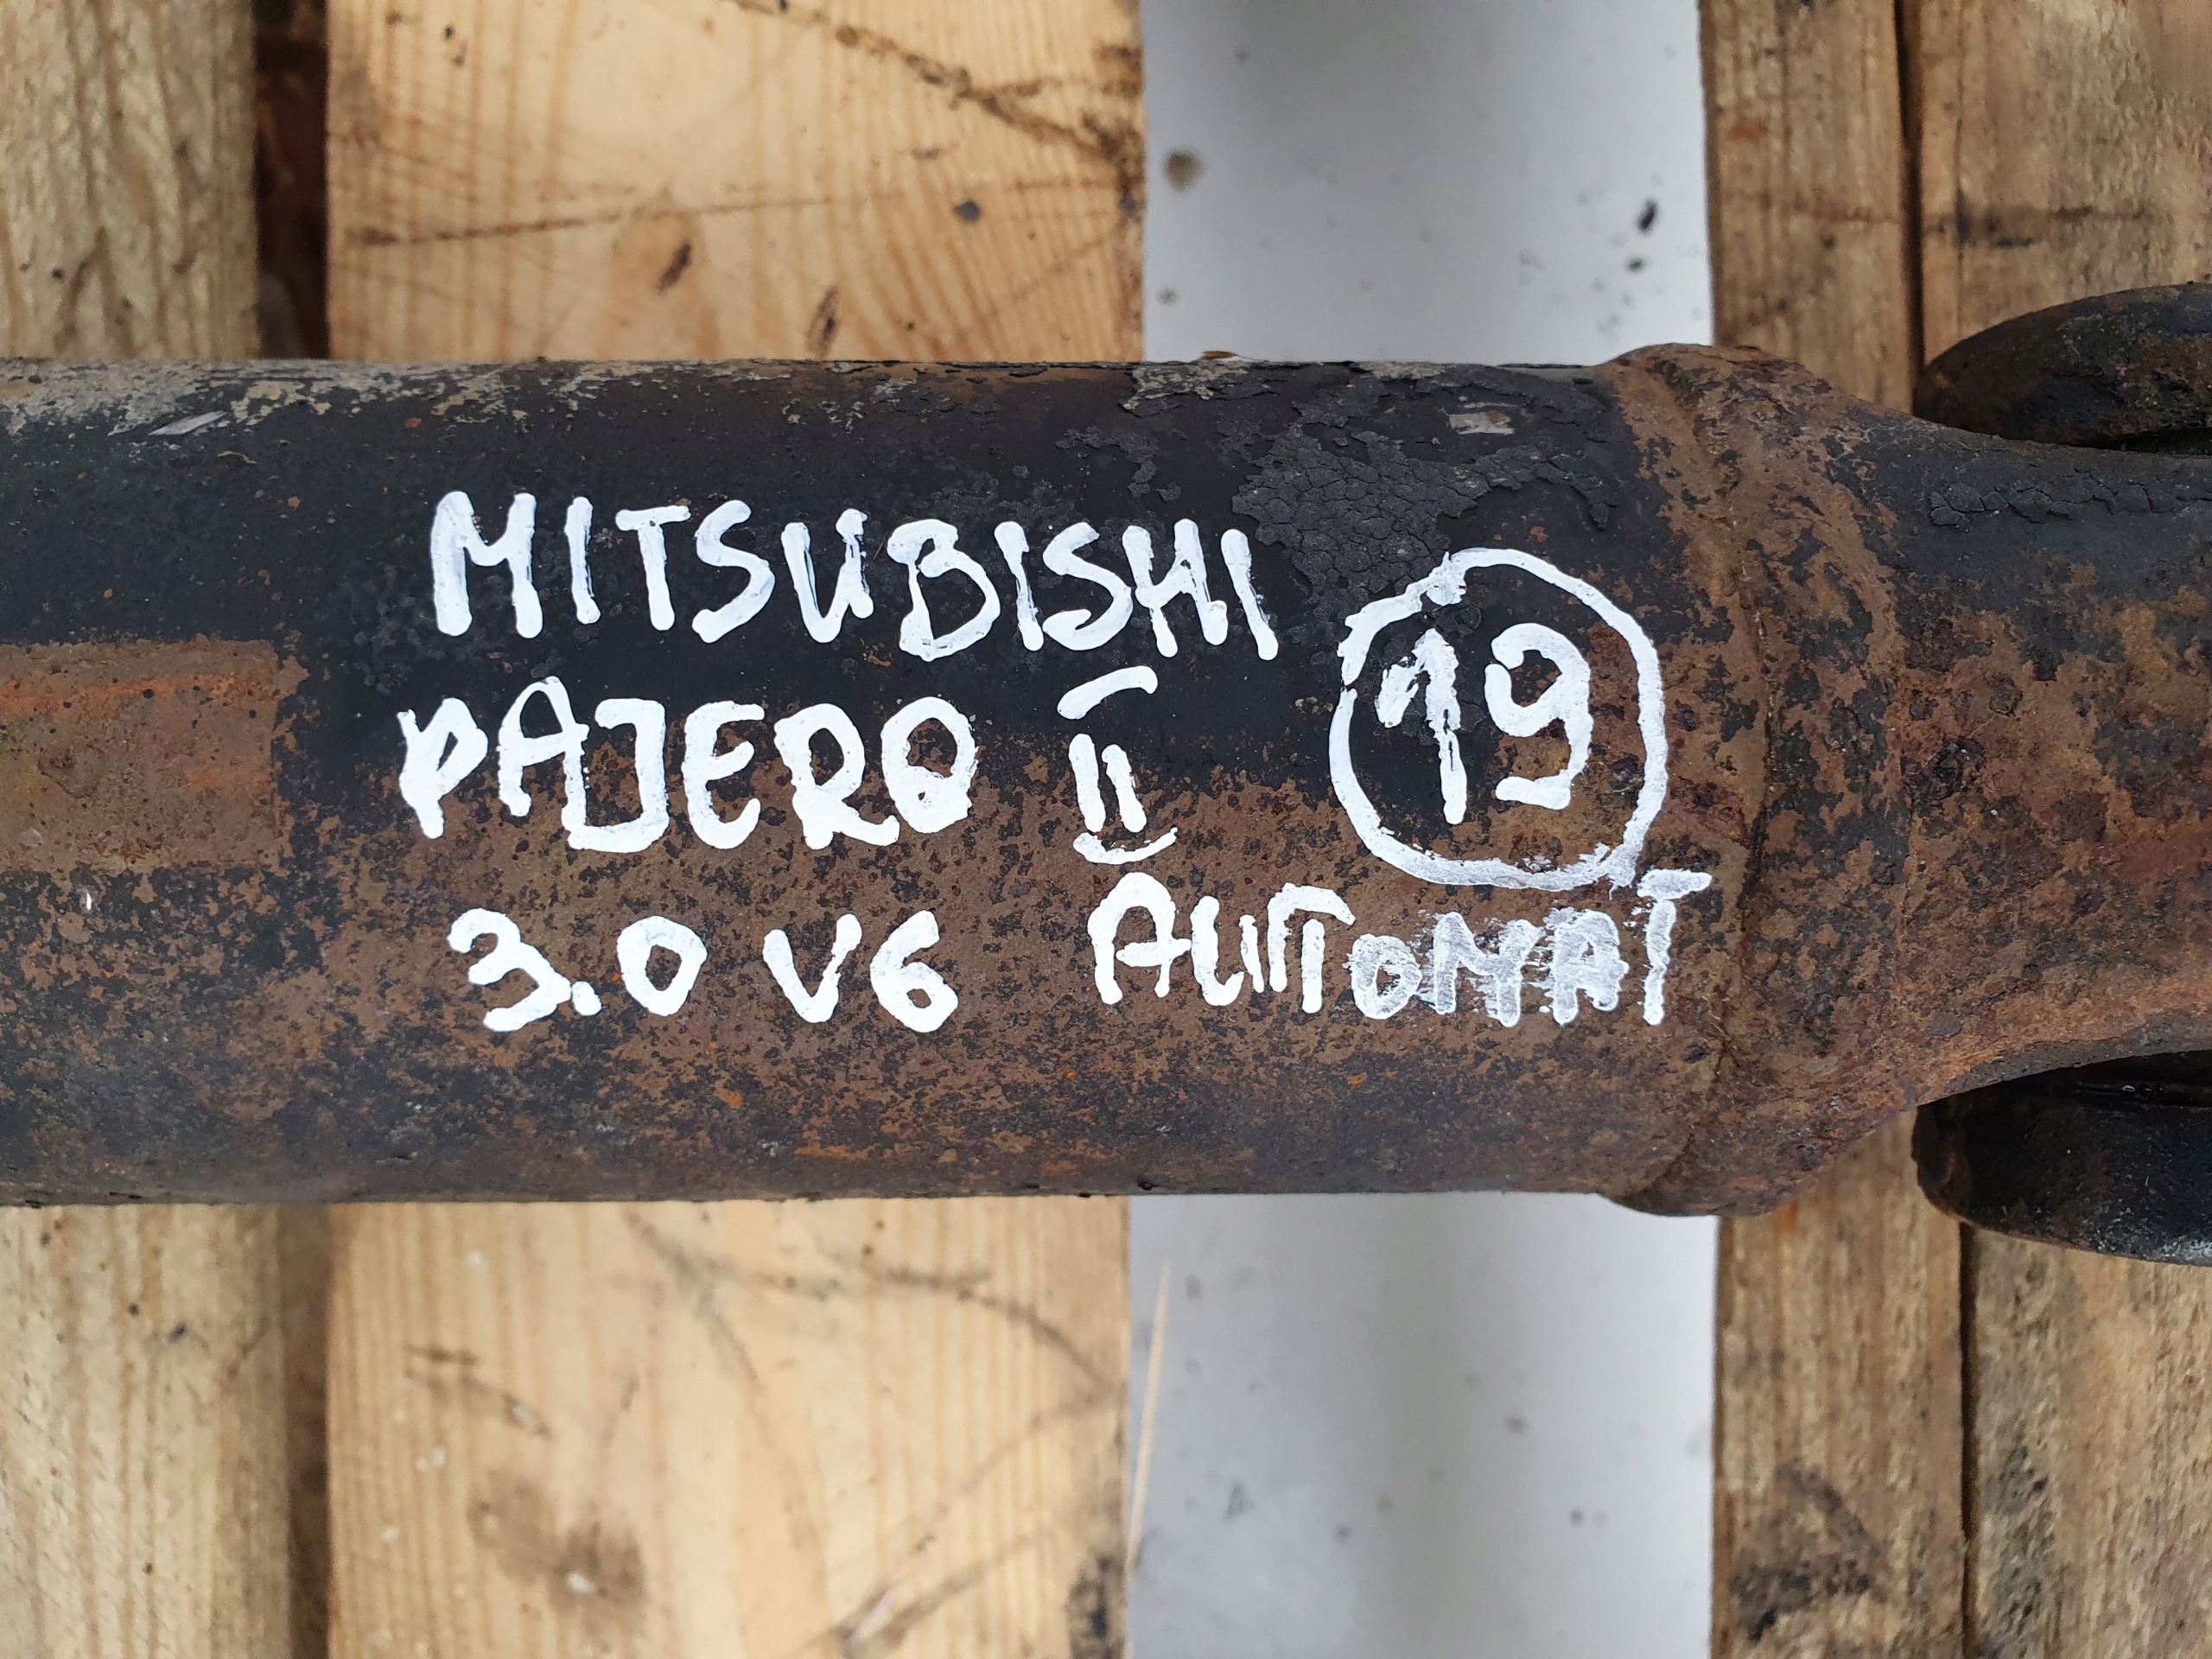 MITSUBISHI
PAJERO II
19
3.0 V6 AUTOMAT